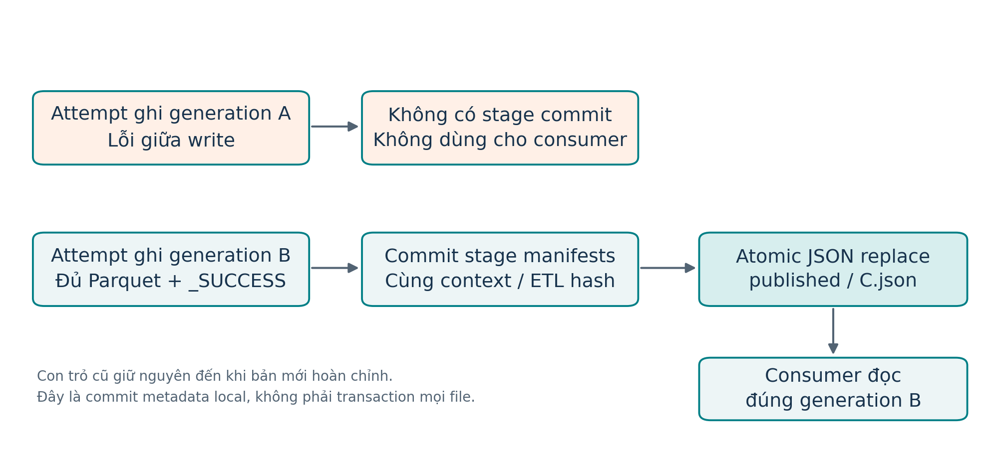 Attempt ghi generation A
Lỗi giữa write
Không có stage commit
Không dùng cho consumer
Attempt ghi generation B
Đủ Parquet + _SUCCESS
Commit stage manifests
Cùng context / ETL hash
Atomic JSON replace
published / C.json
Consumer đọc
đúng generation B
Con trỏ cũ giữ nguyên đến khi bản mới hoàn chỉnh.
Đây là commit metadata local, không phải transaction mọi file.